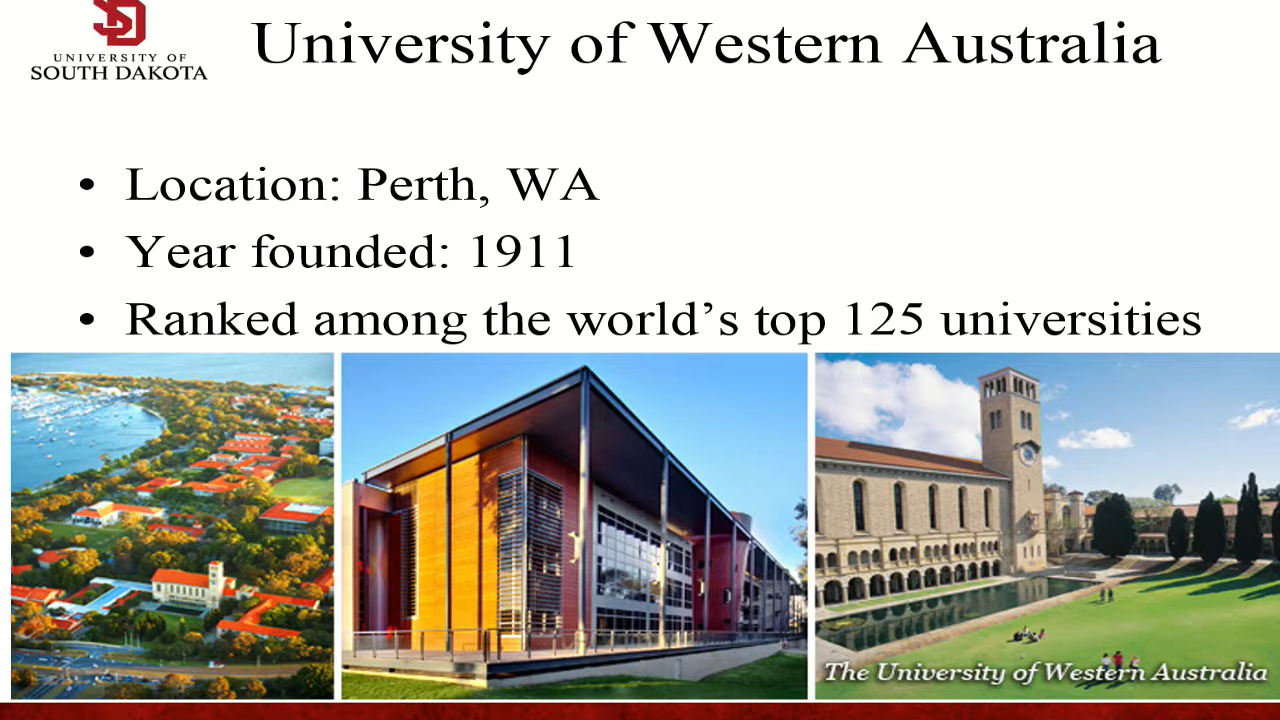 UNIVERSITY OF
SOUTH DAKOTA
University of Western Australia
• Location: Perth, WA
• Year founded: 1911
• Ranked among the world’s top 125 universities
The University of Western Australia